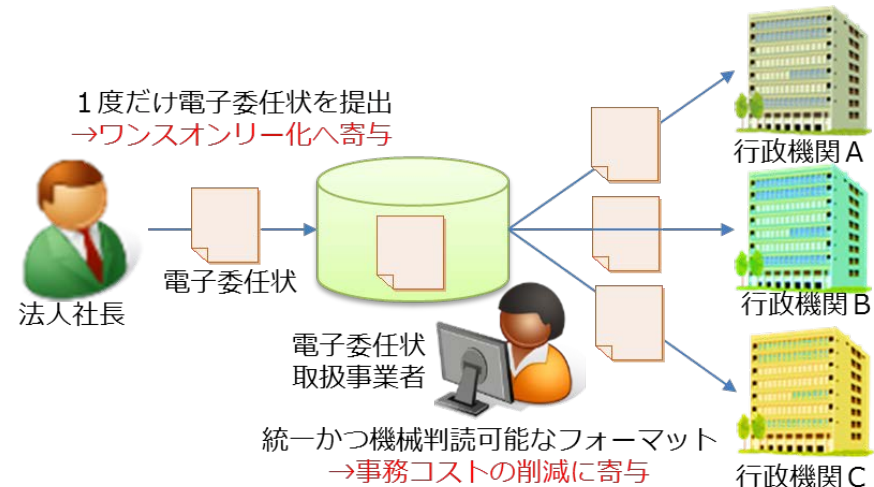 １度だけ電子委任状を提出
→ワンスオンリー化へ寄与
行政機関Ａ
電子委任状
法人社長
行政機関Ｂ
電子委任状
取扱事業者
統一かつ機械判読可能なフォーマット
→事務コストの削減に寄与
行政機関Ｃ